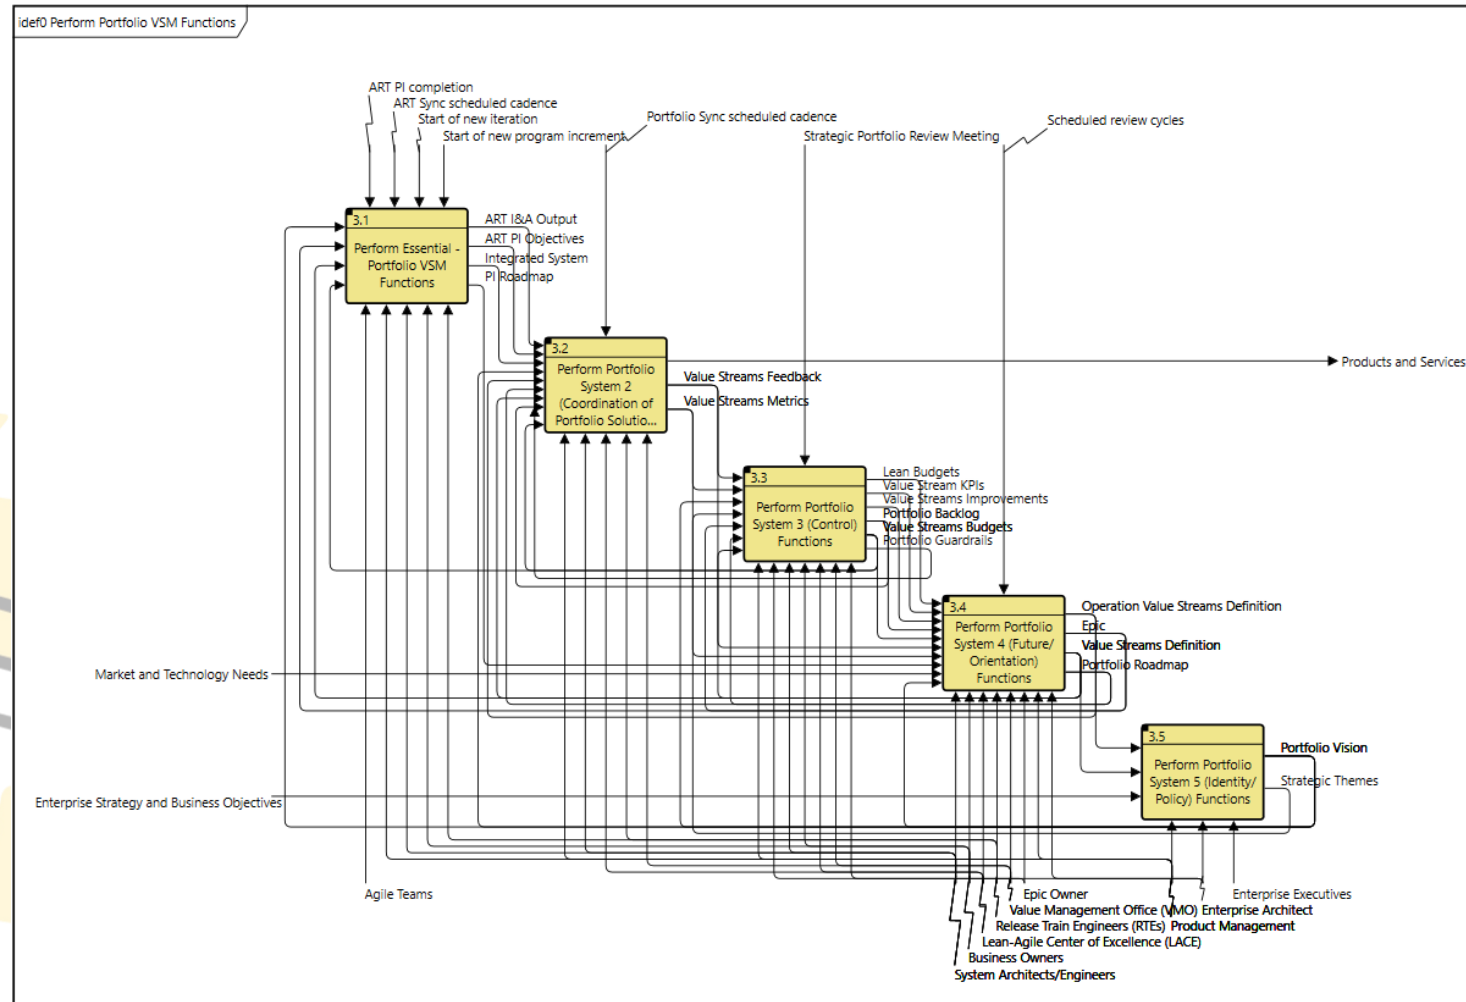 idef0 Perform Portfolio VSM Functions
ART PI completion
ART Sync scheduled cadence
Start of new iteration
Start of new program increment
Portfolio Sync scheduled cadence
Strategic Portfolio Review Meeting
Scheduled review cycles
3.1
Perform Essential -
Portfolio VSM
Functions
ART I&A Output
ART PI Objectives
Integrated System
PI Roadmap
3.2
Perform Portfolio
System 2
(Coordination of
Portfolio Solutio...
Value Streams Feedback
Value Streams Metrics
Products and Services
3.3
Perform Portfolio
System 3 (Control)
Functions
Lean Budgets
Value Stream KPIs
Value Streams Improvements
Portfolio Backlog
Value Streams Budgets
Portfolio Guardrails
3.4
Perform Portfolio
System 4 (Future/
Orientation)
Functions
Operation Value Streams Definition
Epic
Value Streams Definition
Portfolio Roadmap
Market and Technology Needs
3.5
Perform Portfolio
System 5 (Identity/
Policy) Functions
Portfolio Vision
Strategic Themes
Enterprise Strategy and Business Objectives
Agile Teams
Epic Owner
Enterprise Executives
Value Management Office (VMO)
Enterprise Architect
Release Train Engineers (RTEs)
Product Management
Lean-Agile Center of Excellence (LACE)
Business Owners
System Architects/Engineers